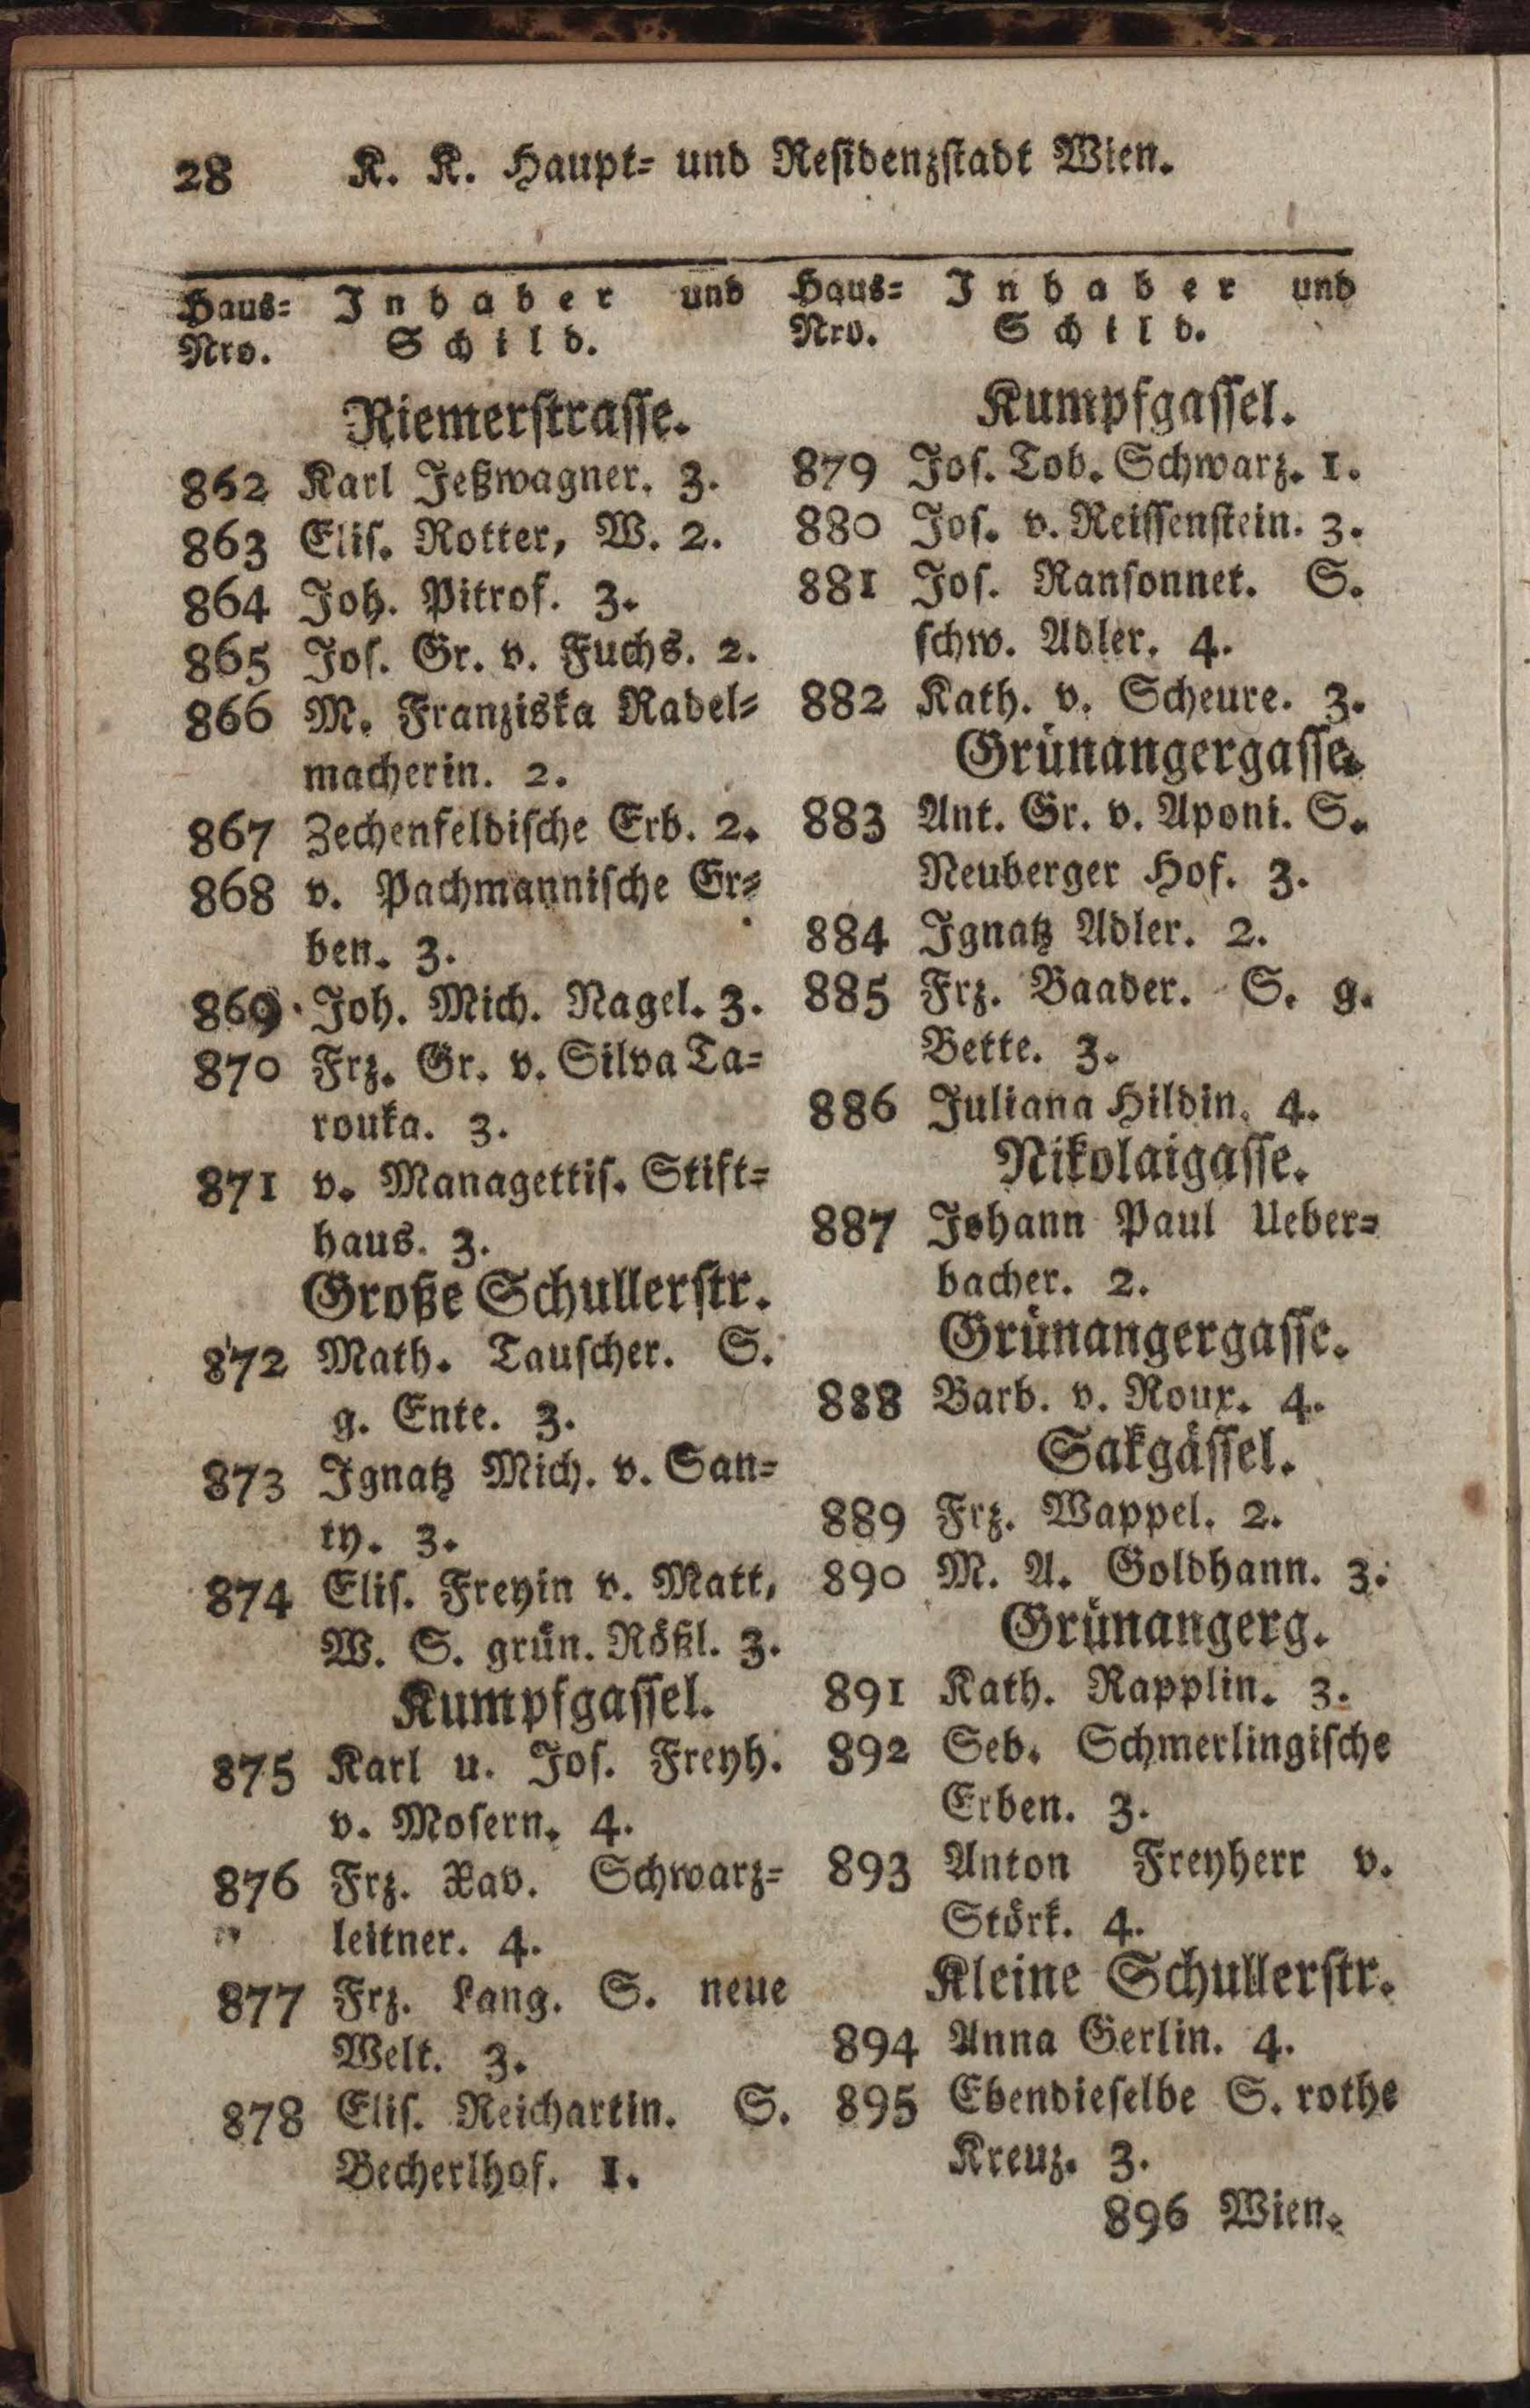 28 K. K. Haupt= und Residenzstadt Wien.
Haus= Inhaber und
Nro. Schild.
Riemerstrasse.
862 Karl Jeßwagner. 3.
863 Elis. Rotter, W. 2.
864 Joh. Pitrof. 3.
865 Jos. Gr. v. Fuchs. 2.
866 M. Franziska Radel=
macherin. 2.
867 Zechenfeldische Erb. 2.
868 v. Pachmannische Er=
ben. 3.
869 Joh. Mich. Nagel. 3.
870 Frz. Gr. v. Silva Ta=
rouka. 3.
871 v. Managettis. Stift=
haus. 3.
Große Schullerstr.
872 Math. Tauscher. S.
g. Ente. 3.
873 Ignatz Mich. v. San=
ty. 3.
874 Elis. Freyin v. Matt,
W. S. grün. Rößl. 3.
Kumpfgassel.
875 Karl u. Jos. Freyh.
v. Mosern. 4.
876 Frz. Xav. Schwarz=
leitner. 4.
877 Frz. Lang. S. neue
Welt. 3.
878 Elis. Reichartin. S.
Becherlhof. 1.
Haus= Inhaber und
Nro. Schild.
Kumpfgassel.
879 Jos. Tob. Schwarz. 1.
880 Jos. v. Reissenstein. 3.
881 Jos. Ransonnet. S.
schw. Adler. 4.
882 Kath. v. Scheure. 3.
Grünangergasse.
883 Ant. Gr. v. Aponi. S.
Neuberger Hof. 3.
884 Ignatz Adler. 2.
885 Frz. Baader. S. g.
Bette. 3.
886 Juliana Hildin. 4.
Nikolaigasse.
887 Johann Paul Ueber=
bacher. 2.
Grünangergasse.
888 Barb. v. Roux. 4.
Sakgässel.
889 Frz. Wappel. 2.
890 M. A. Goldhann. 3.
Grünangerg.
891 Kath. Rapplin. 3.
892 Seb. Schmerlingische
Erben. 3.
893 Anton Freyherr v.
Störk. 4.
Kleine Schullerstr.
894 Anna Gerlin. 4.
895 Ebendieselbe S. rothe
Kreuz. 3.
896 Wien.